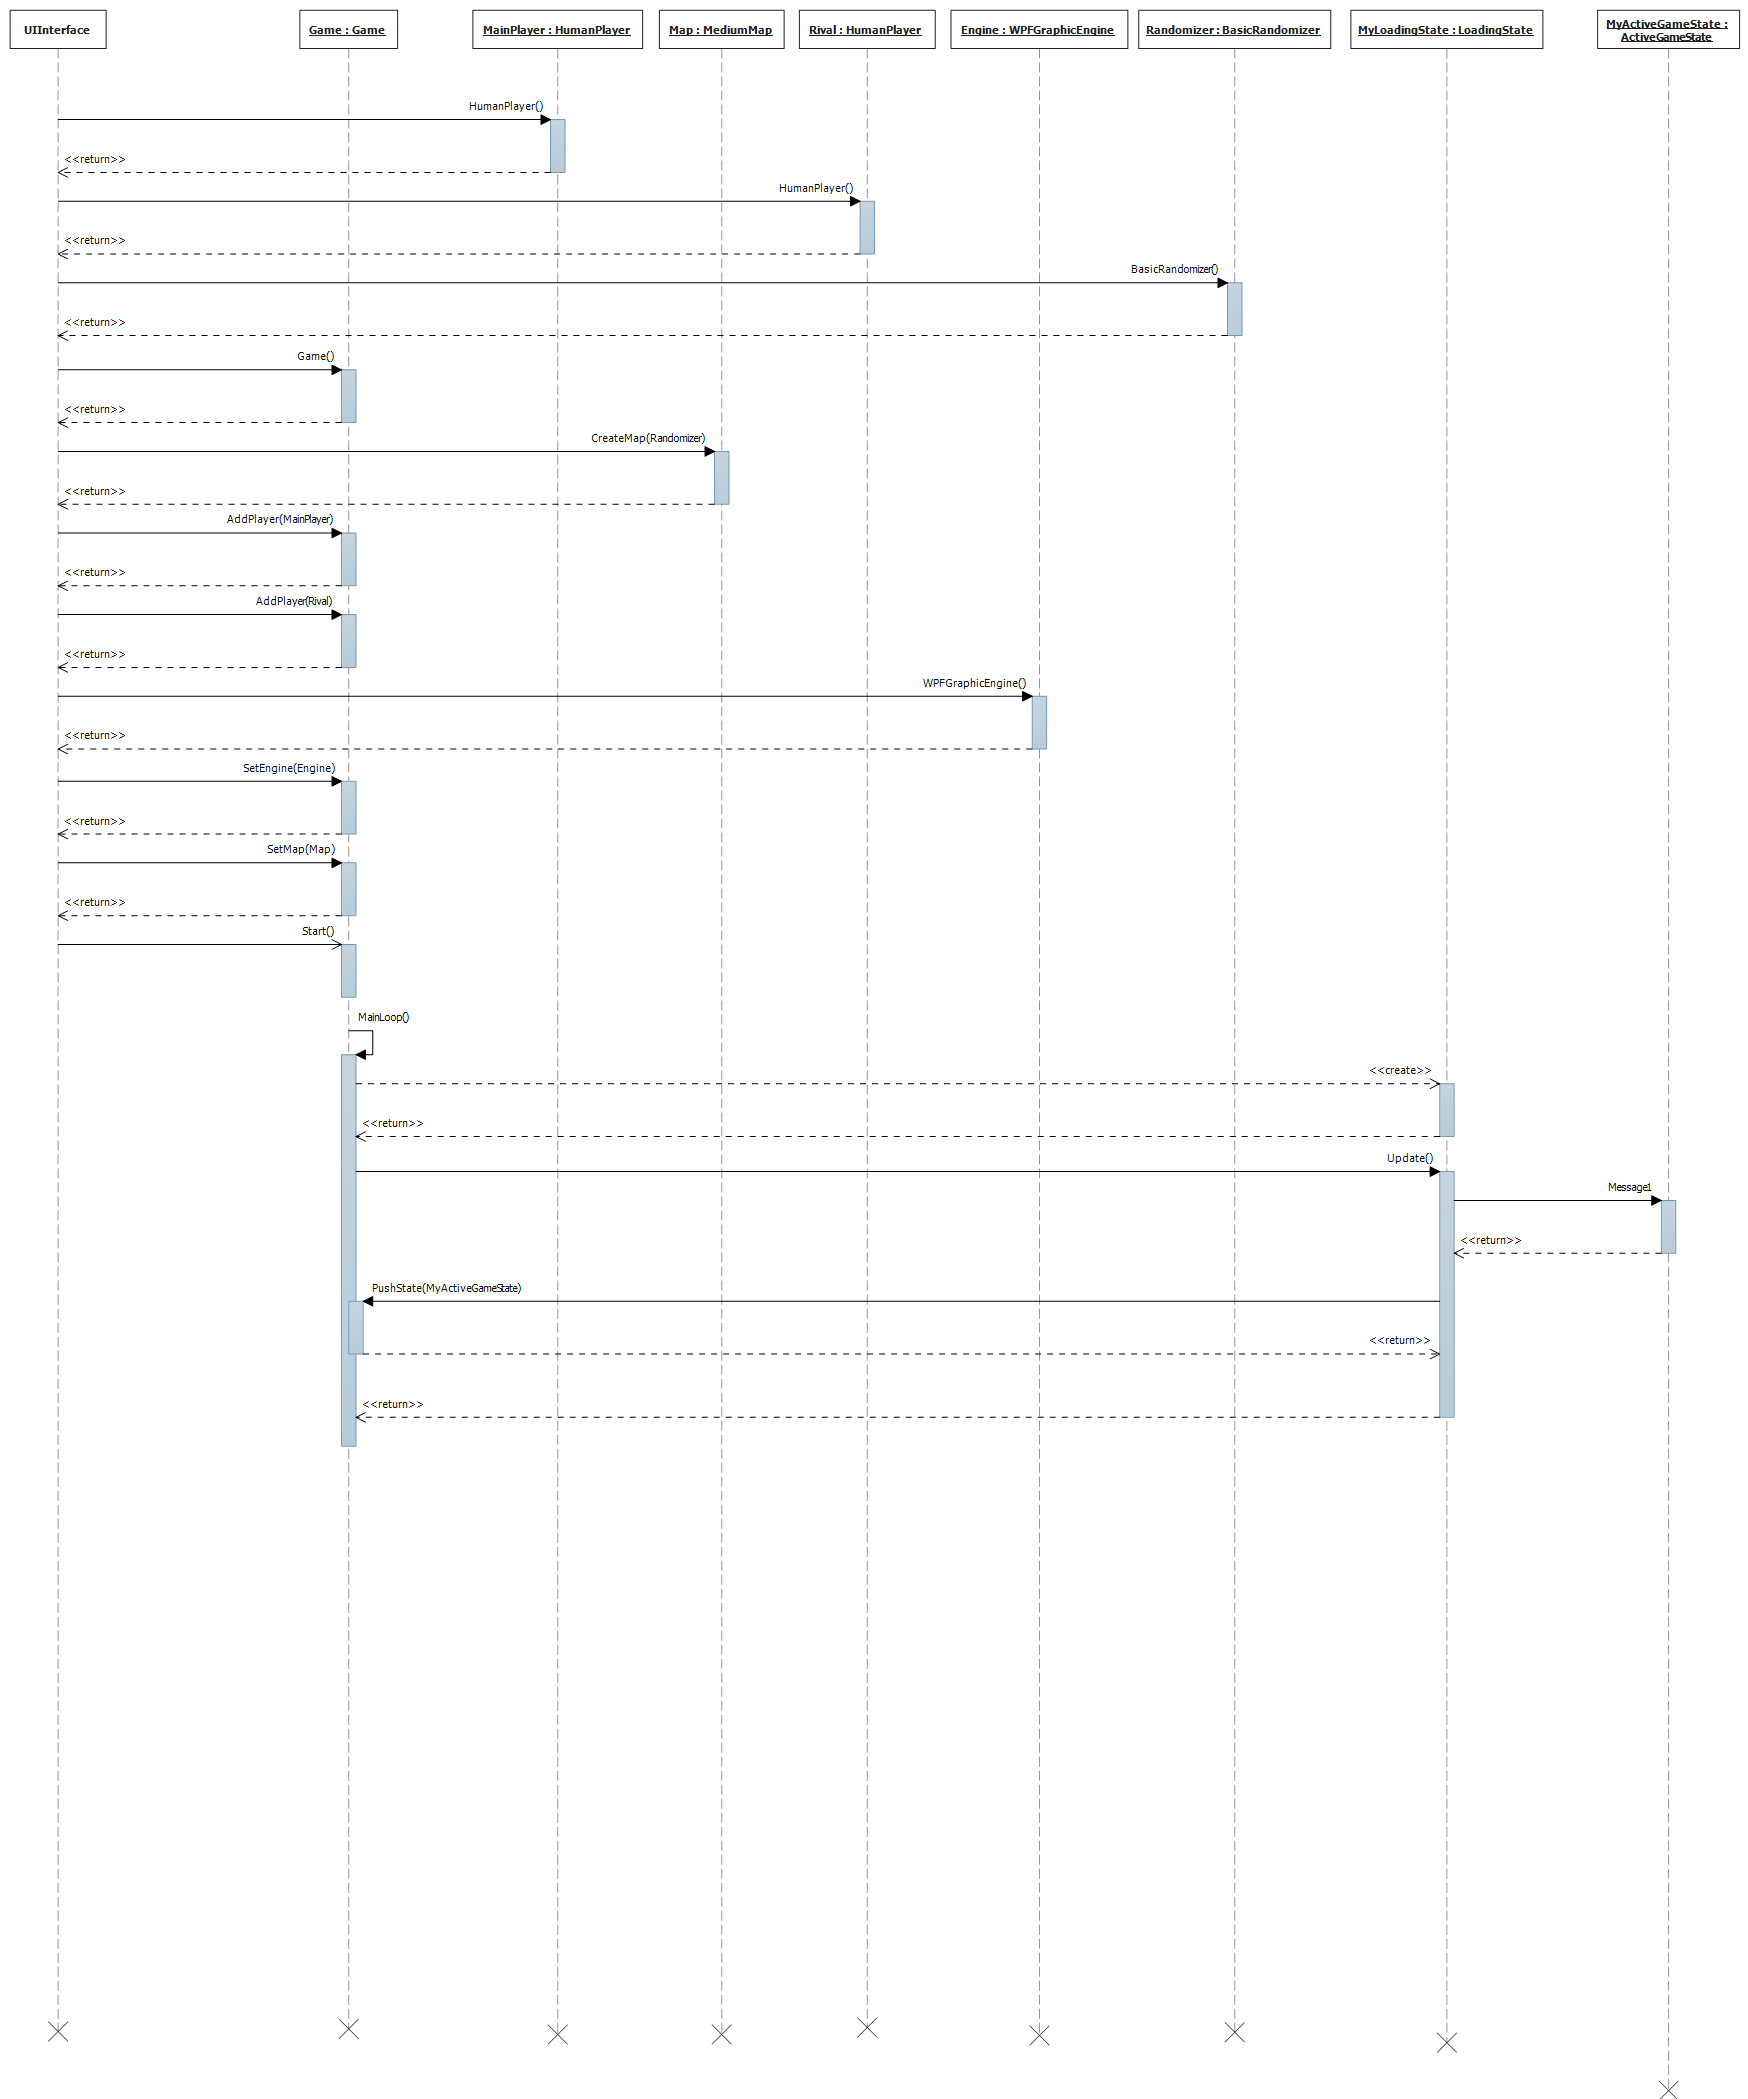 UIInterface
Game : Game
MainPlayer : HumanPlayer
Map : MediumMap
Rival : HumanPlayer
Engine : WPFGraphicEngine
Randomizer : BasicRandomizer
MyLoadingState : LoadingState
MyActiveGameState :
ActiveGameState
HumanPlayer()
<<return>>
HumanPlayer()
<<return>>
BasicRandomizer()
<<return>>
Game()
<<return>>
CreateMap(Randomizer)
<<return>>
AddPlayer(MainPlayer)
<<return>>
AddPlayer(Rival)
<<return>>
WPFGraphicEngine()
<<return>>
SetEngine(Engine)
<<return>>
SetMap(Map)
<<return>>
Start()
MainLoop()
<<create>>
<<return>>
Update()
Message1
<<return>>
PushState(MyActiveGameState)
<<return>>
<<return>>